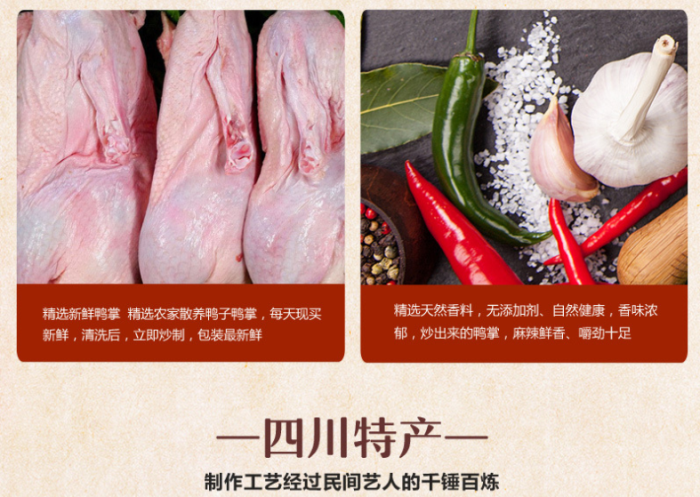 精选新鲜鸭掌 精选农家散养鸭子鸭掌，每天现买
新鲜，清洗后，立即炒制，包装最新鲜
精选天然香料，无添加剂、自然健康，香味浓
郁，炒出来的鸭掌，麻辣鲜香、嚼劲十足
—四川特产—
制作工艺经过民间艺人的千锤百炼